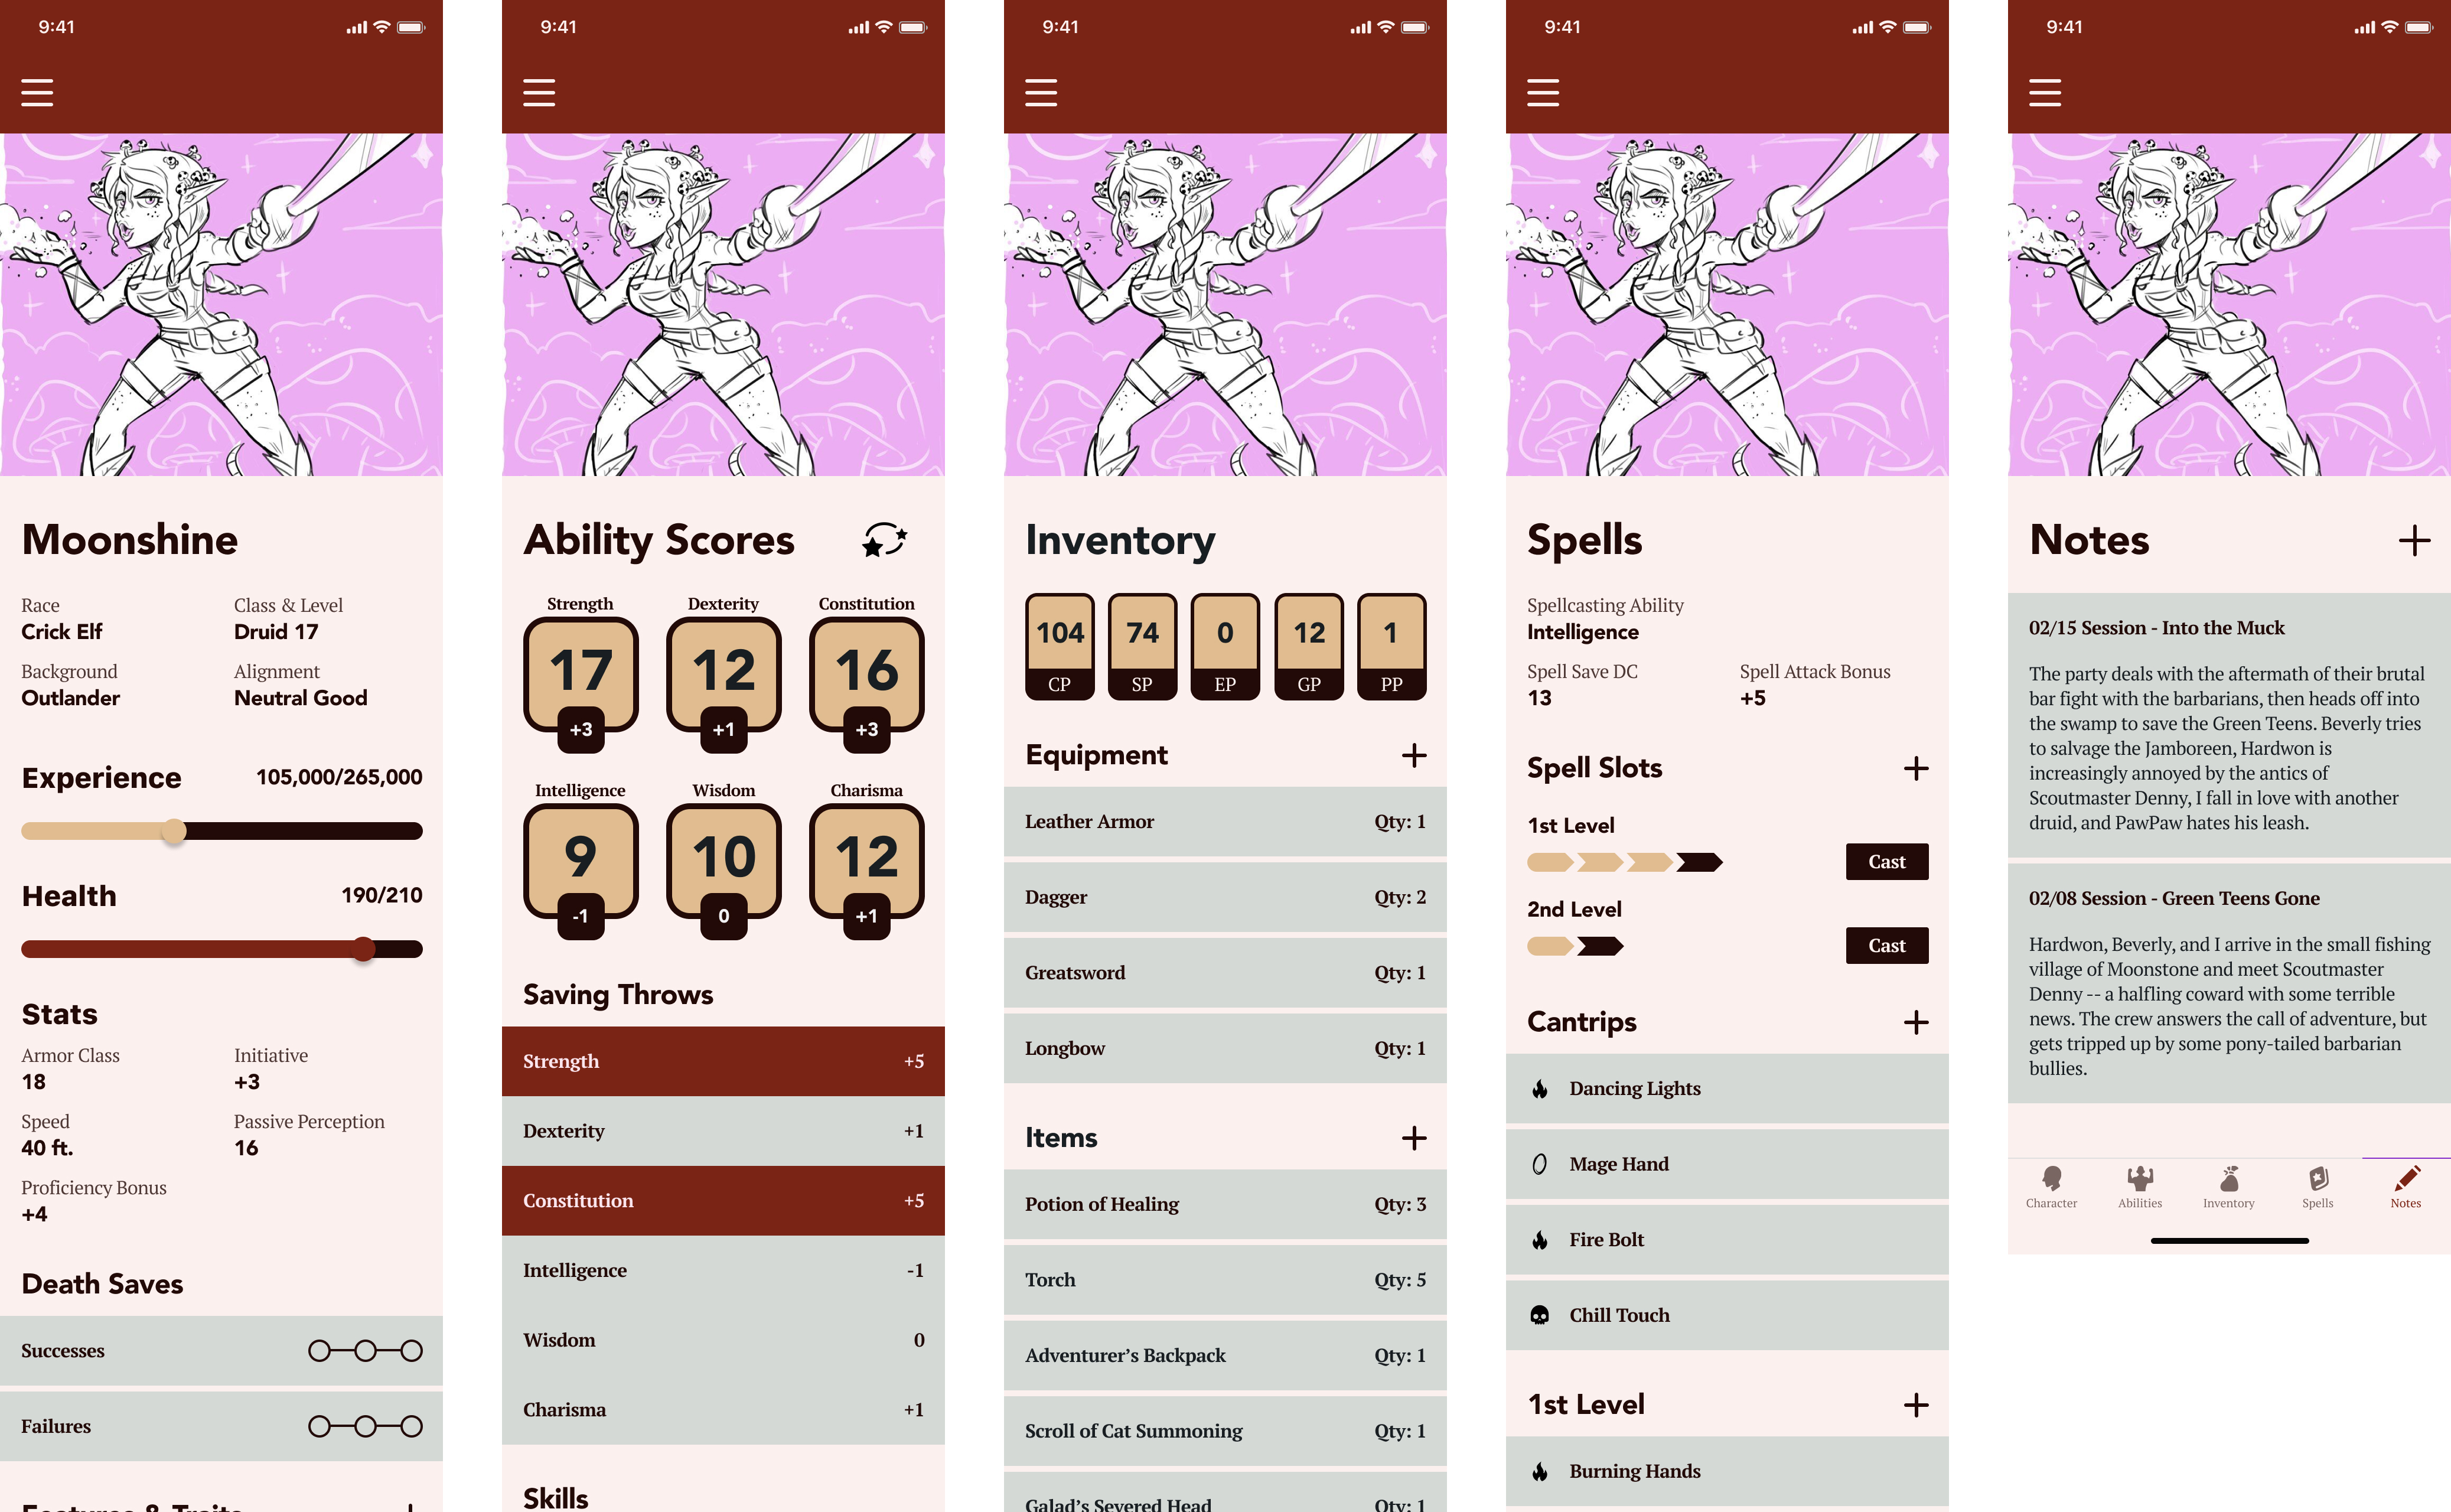 9:41
Moonshine
Race
Crick Elf
Class & Level
Druid 17
Background
Outlander
Alignment
Neutral Good
Experience 105,000/265,000
Health 190/210
Stats
Armor Class
18
Initiative
+3
Speed
40 ft.
Passive Perception
16
Proficiency Bonus
+4
Death Saves
Successes
Failures
Features & Traits
9:41
Ability Scores
Strength
17
+3
Dexterity
12
+1
Constitution
16
+3
Intelligence
9
-1
Wisdom
10
0
Charisma
12
+1
Saving Throws
Strength +5
Dexterity +1
Constitution +5
Intelligence -1
Wisdom 0
Charisma +1
Skills
9:41
Inventory
104
CP
74
SP
0
EP
12
GP
1
PP
Equipment
Leather Armor Qty: 1
Dagger Qty: 2
Greatsword Qty: 1
Longbow Qty: 1
Items
Potion of Healing Qty: 3
Torch Qty: 5
Adventurer’s Backpack Qty: 1
Scroll of Cat Summoning Qty: 1
Galad’s Severed Head Qty: 1
9:41
Spells
Spellcasting Ability
Intelligence
Spell Save DC
13
Spell Attack Bonus
+5
Spell Slots
1st Level
Cast
2nd Level
Cast
Cantrips
Dancing Lights
Mage Hand
Fire Bolt
Chill Touch
1st Level
Burning Hands
9:41
Notes
02/15 Session - Into the Muck
The party deals with the aftermath of their brutal
bar fight with the barbarians, then heads off into
the swamp to save the Green Teens. Beverly tries
to salvage the Jamboreen, Hardwon is
increasingly annoyed by the antics of
Scoutmaster Denny, I fall in love with another
druid, and PawPaw hates his leash.
02/08 Session - Green Teens Gone
Hardwon, Beverly, and I arrive in the small fishing
village of Moonstone and meet Scoutmaster
Denny -- a halfling coward with some terrible
news. The crew answers the call of adventure, but
gets tripped up by some pony-tailed barbarian
bullies.
Character
Abilities
Inventory
Spells
Notes